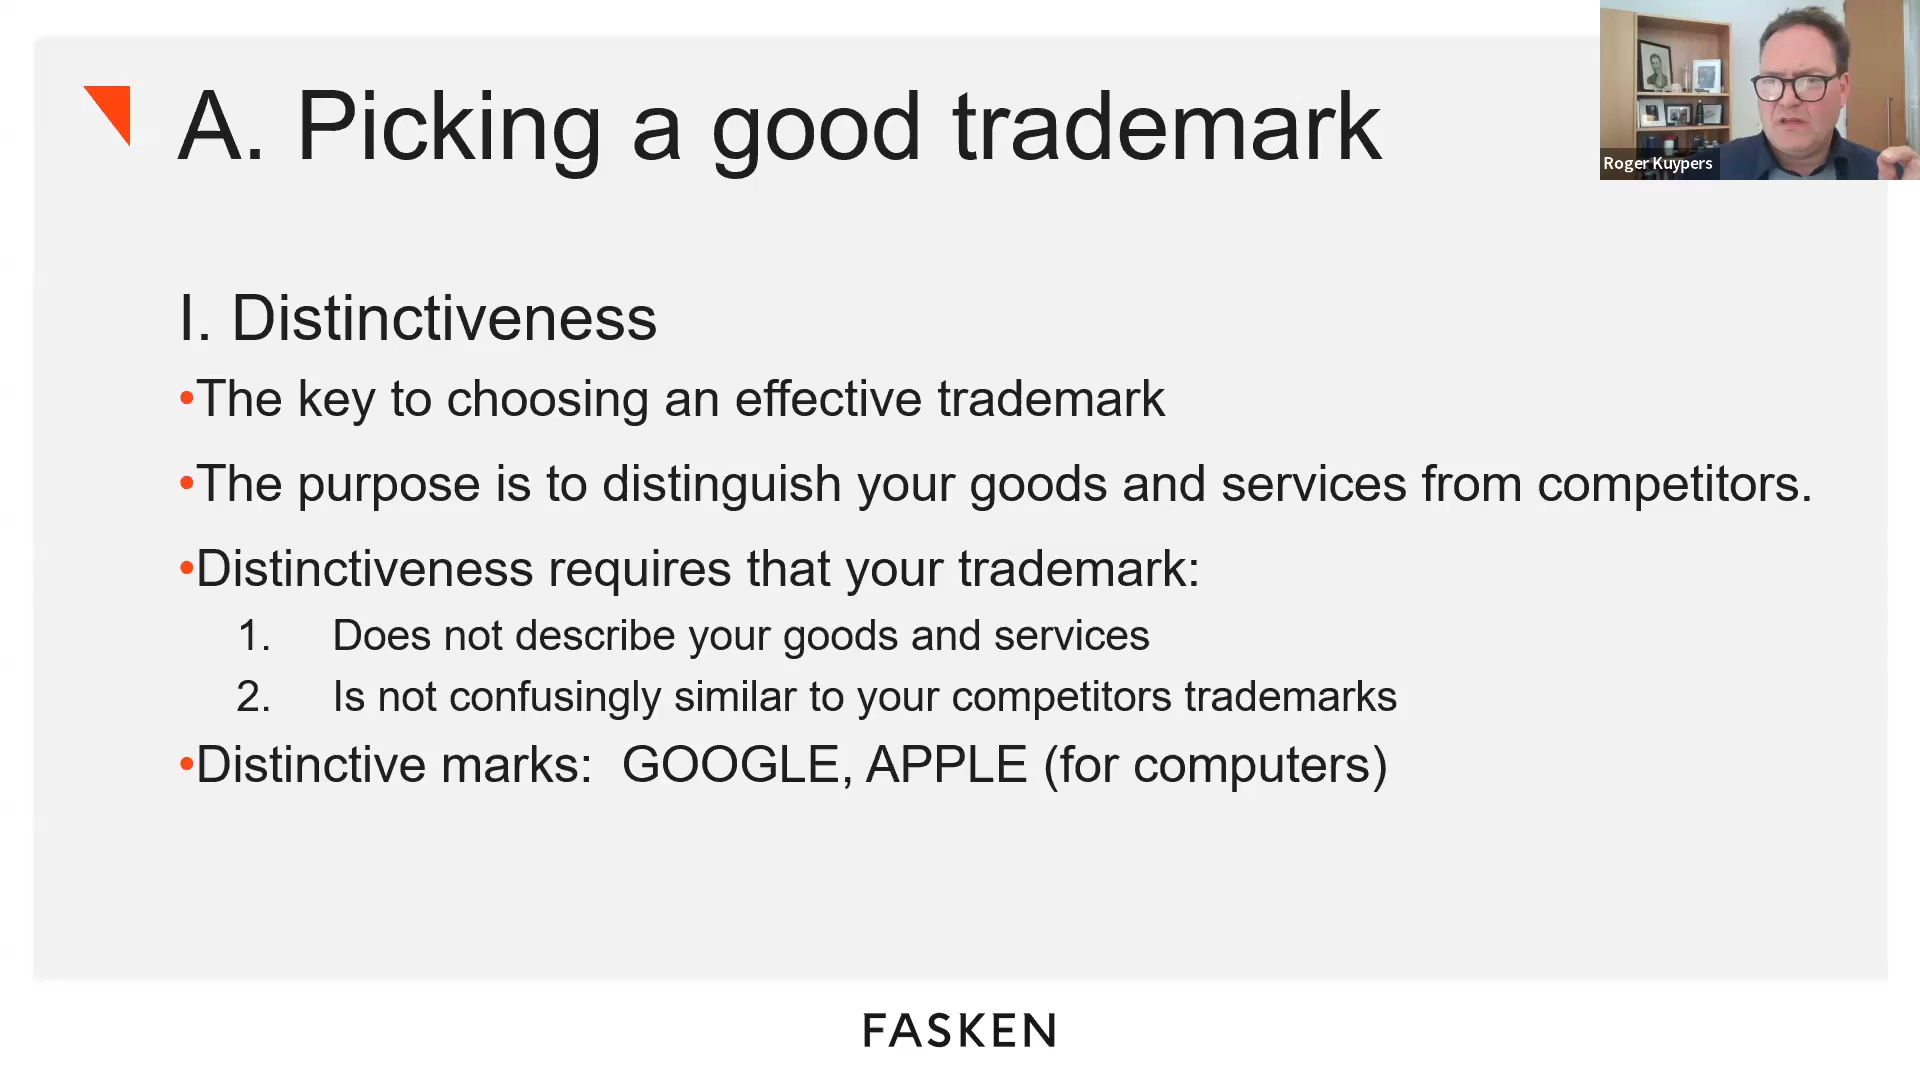 A. Picking a good trademark
Roger Kuypers
I. Distinctiveness
•The key to choosing an effective trademark
•The purpose is to distinguish your goods and services from competitors.
•Distinctiveness requires that your trademark:
1. Does not describe your goods and services
2. Is not confusingly similar to your competitors trademarks
•Distinctive marks: GOOGLE, APPLE (for computers)
FASKEN